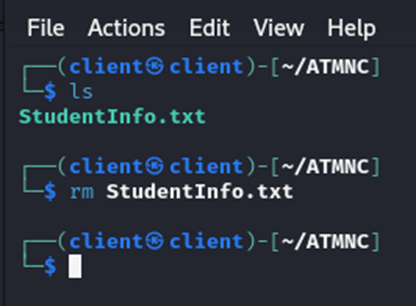 File Actions Edit View Help
┌──(client㉿client)-[~/ATMNC]
└─$ ls
StudentInfo.txt
┌──(client㉿client)-[~/ATMNC]
└─$ rm StudentInfo.txt
┌──(client㉿client)-[~/ATMNC]
└─$